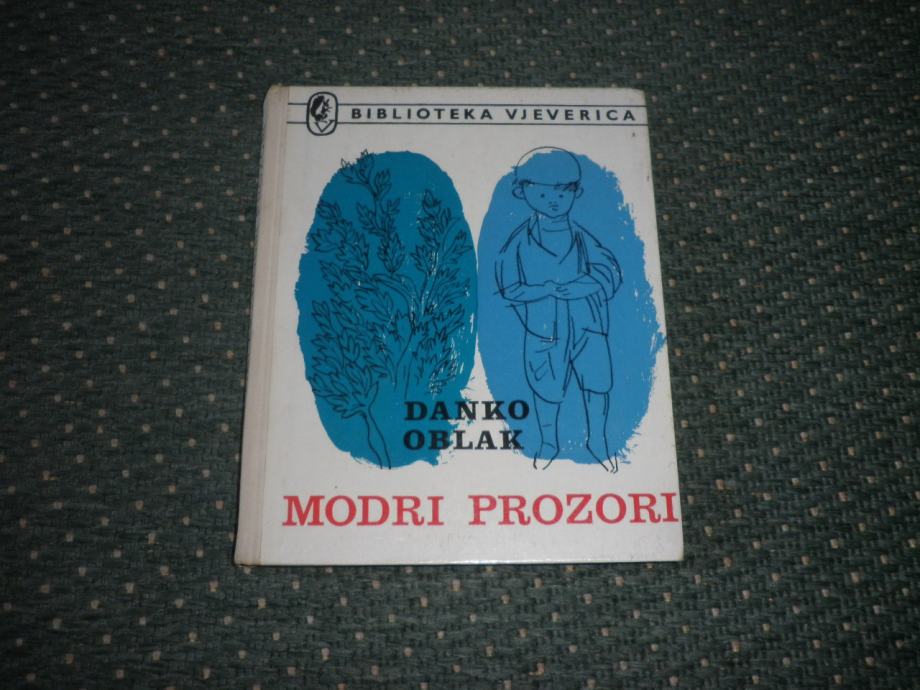 BIBLIOTEKA VJEVERICA
DANKO
OBLAK
MODRI PROZORI